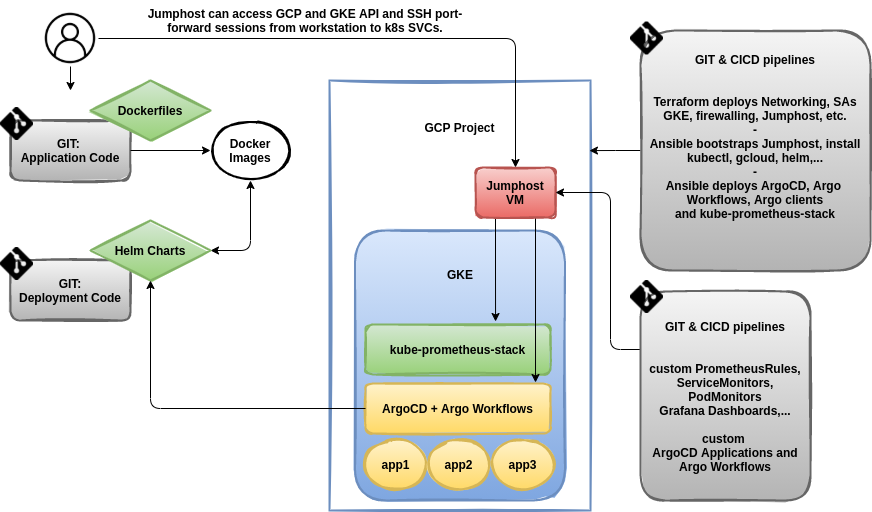 Jumphost can access GCP and GKE API and SSH port-
forward sessions from workstation to k8s SVCs.
Dockerfiles
GIT:
Application Code
Docker
Images
Helm Charts
GIT:
Deployment Code
GCP Project
Jumphost
VM
GKE
kube-prometheus-stack
ArgoCD + Argo Workflows
app1
app2
app3
GIT & CICD pipelines
Terraform deploys Networking, SAs
GKE, firewalling, Jumphost, etc.
-
Ansible bootstraps Jumphost, install
kubectl, gcloud, helm,...
-
Ansible deploys ArgoCD, Argo
Workflows, Argo clients
and kube-prometheus-stack
GIT & CICD pipelines
custom PrometheusRules,
ServiceMonitors,
PodMonitors
Grafana Dashboards,...
custom
ArgoCD Applications and
Argo Workflows